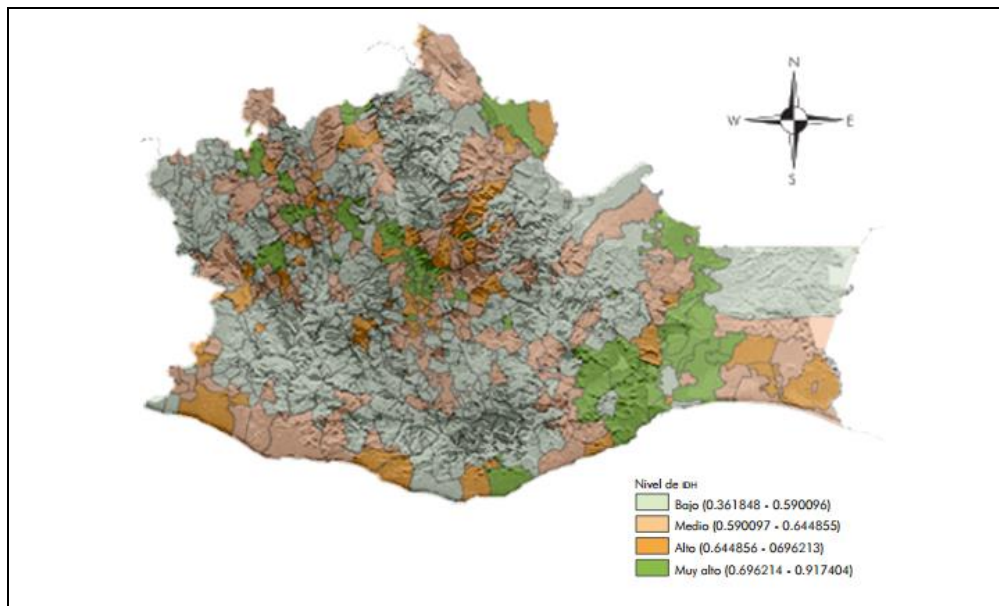 N
W E
S
Nivel de IDH
Bajo (0.361848 - 0.590096)
Medio (0.590097 - 0.644855)
Alto (0.644856 - 0696213)
Muy alto (0.696214 - 0.917404)